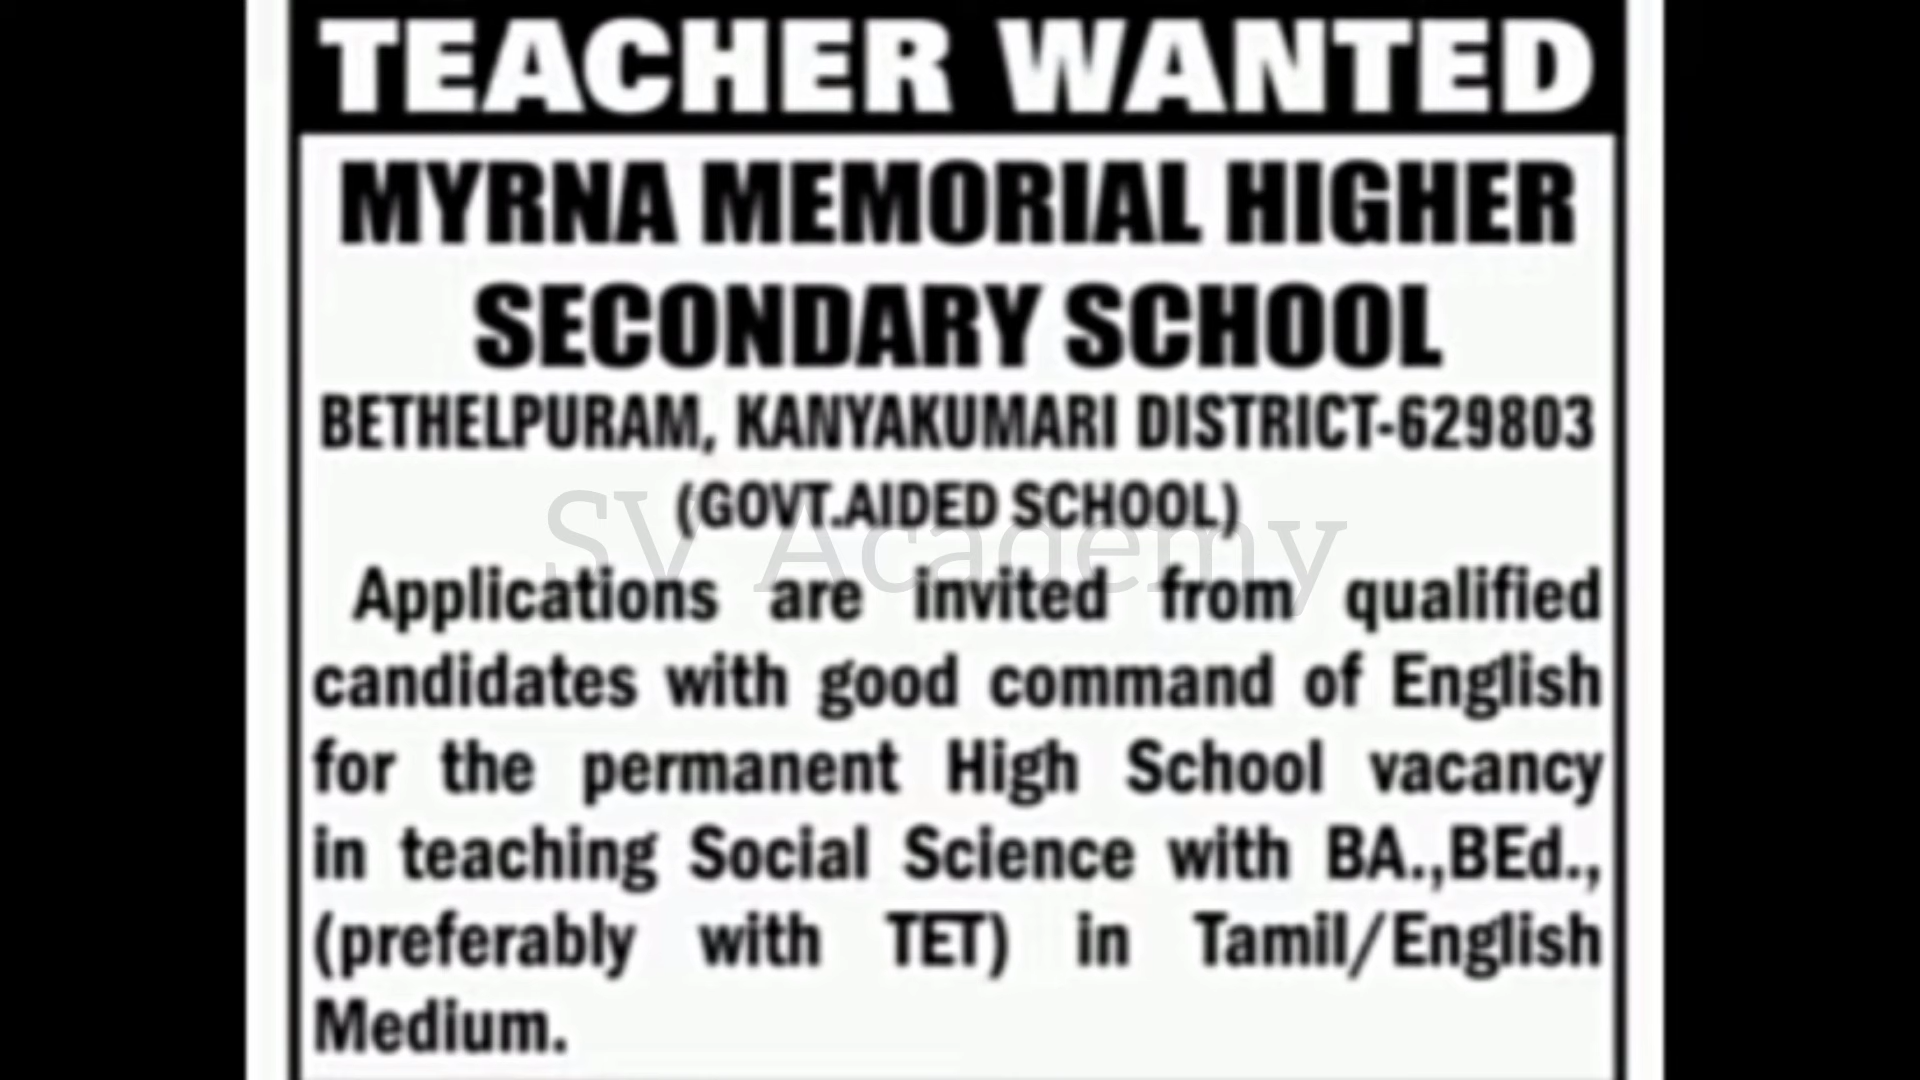 TEACHER WANTED
MYRNA MEMORIAL HIGHER
SECONDARY SCHOOL
BETHELPURAM, KANYAKUMARI DISTRICT-629803
(GOVT.AIDED SCHOOL)
SV Academy
Applications are invited from qualified
candidates with good command of English
for the permanent High School vacancy
in teaching Social Science with BA.,BEd.,
(preferably with TET) in Tamil/English
Medium.